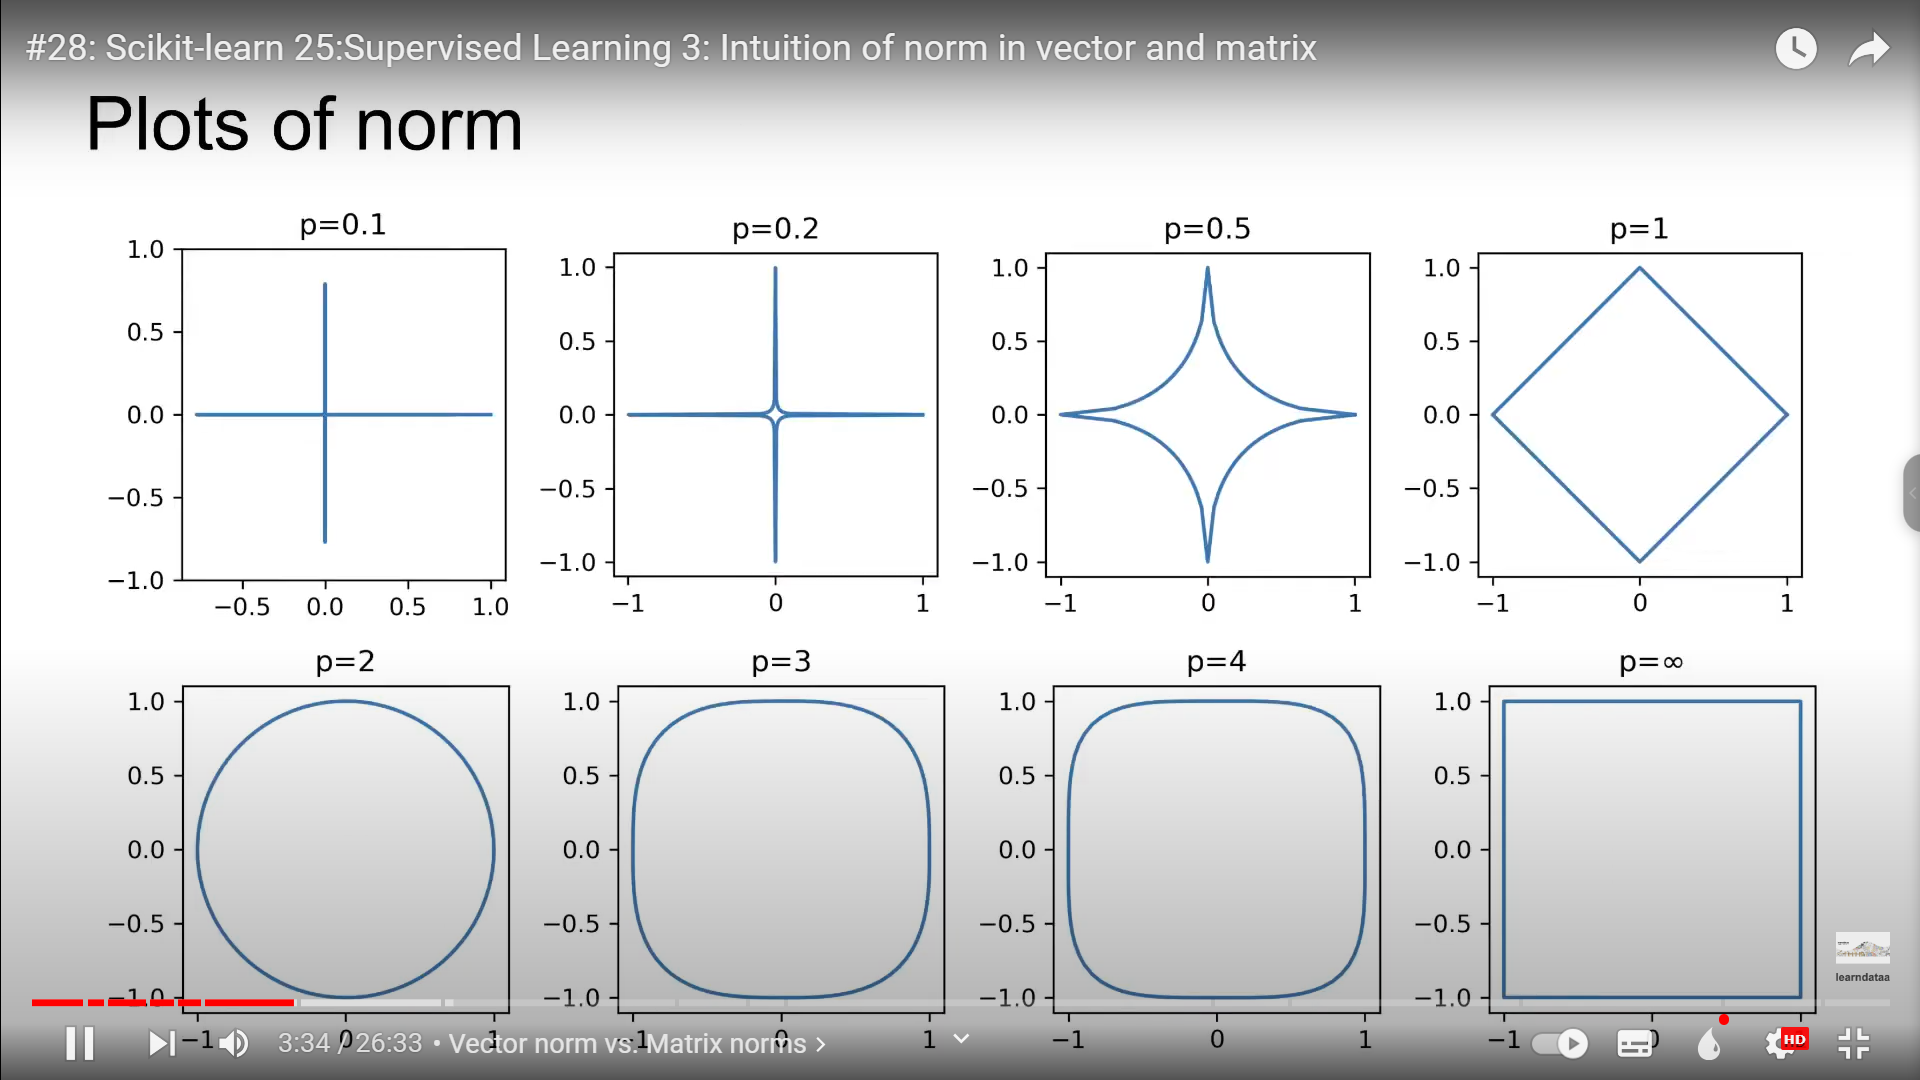 #28: Scikit-learn 25:Supervised Learning 3: Intuition of norm in vector and matrix
Plots of norm
p=0.1
p=0.2
p=0.5
p=1
1.0
0.5
0.0
−0.5
−1.0
−0.5 0.0 0.5 1.0
1.0
0.5
0.0
−0.5
−1.0
−1 0 1
1.0
0.5
0.0
−0.5
−1.0
−1 0 1
1.0
0.5
0.0
−0.5
−1.0
−1 0 1
p=2
p=3
p=4
p=∞
1.0
0.5
0.0
−0.5
−1.0
−1 0 1
1.0
0.5
0.0
−0.5
−1.0
−1 0 1
1.0
0.5
0.0
−0.5
−1.0
−1 0 1
1.0
0.5
0.0
−0.5
−1.0
−1 0
learndataa
3:34 / 26:33 • Vector norm vs. Matrix norms
HD